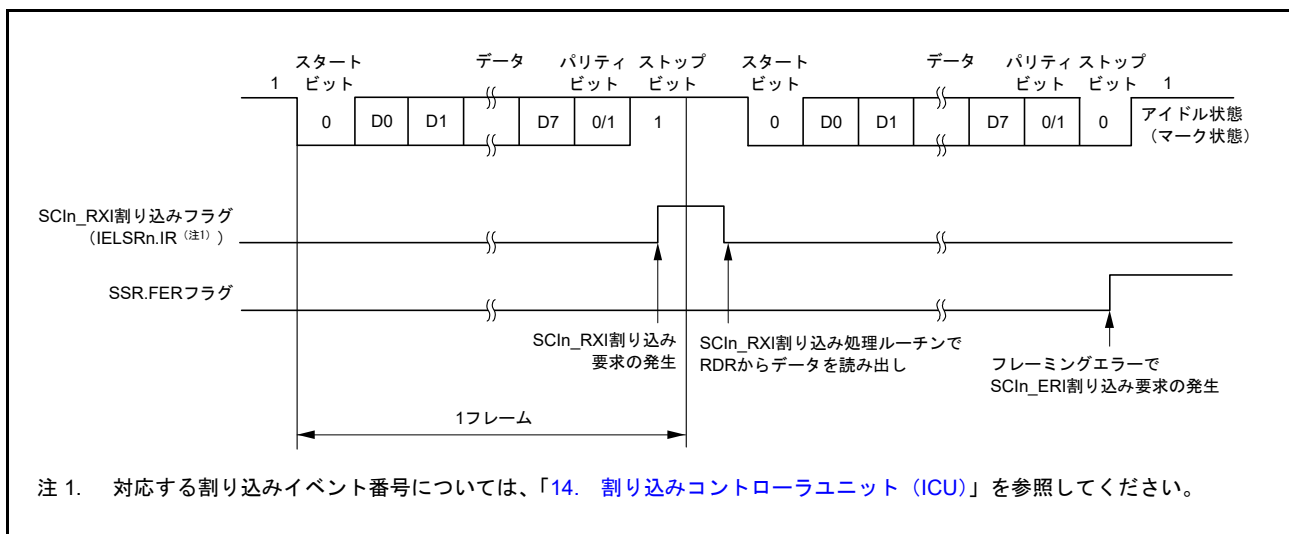 スタート
ビット
データ
パリティ
ビット
ストップ
ビット
スタート
ビット
データ
パリティ
ビット
ストップ
ビット
1
0
D0
D1
D7
0/1
1
0
D0
D1
D7
0/1
0
1
アイドル状態
(マーク状態)
SCIn_RXI割り込みフラグ
(IELSRn.IR (注1) )
SSR.FERフラグ
SCIn_RXI割り込み
要求の発生
SCIn_RXI割り込み処理ルーチンで
RDRからデータを読み出し
フレーミングエラーで
SCIn_ERI割り込み要求の発生
1フレーム
注 1. 対応する割り込みイベント番号については、「14. 割り込みコントローラユニット (ICU)」を参照してください。